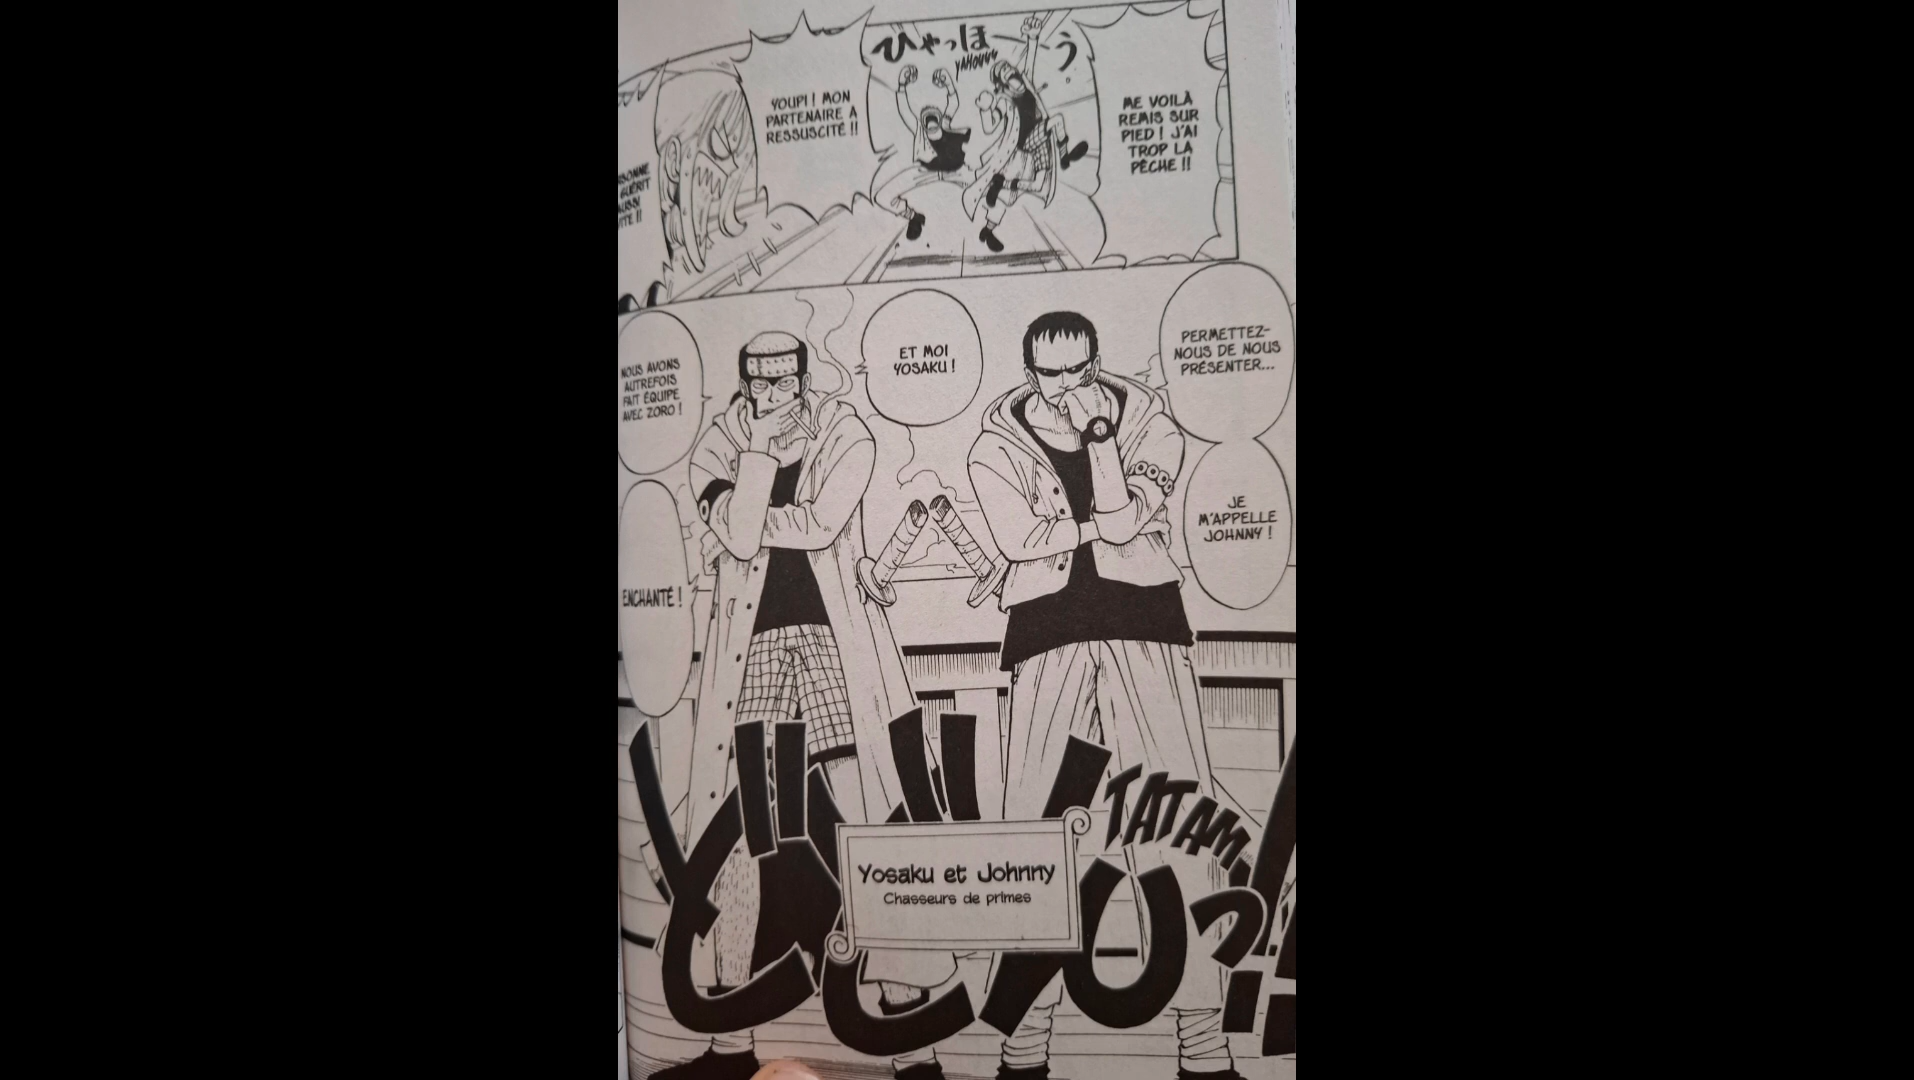 ME VOILÀ
REMIS SUR
PIED ! J'AI
TROP LA
PÊCHE !!
ひゃっほーう
YAHOUUU
YOUPI ! MON
PARTENAIRE A
RESSUSCITÉ !!
GUÉRIT
PERMETTEZ-
NOUS DE NOUS
PRÉSENTER...
JE
M'APPELLE
JOHNNY !
ET MOI
YOSAKU !
NOUS AVONS
AUTREFOIS
FAIT ÉQUIPE
AVEC ZORO !
ENCHANTÉ !
TATAM
Yosaku et Johnny
Chasseurs de primes